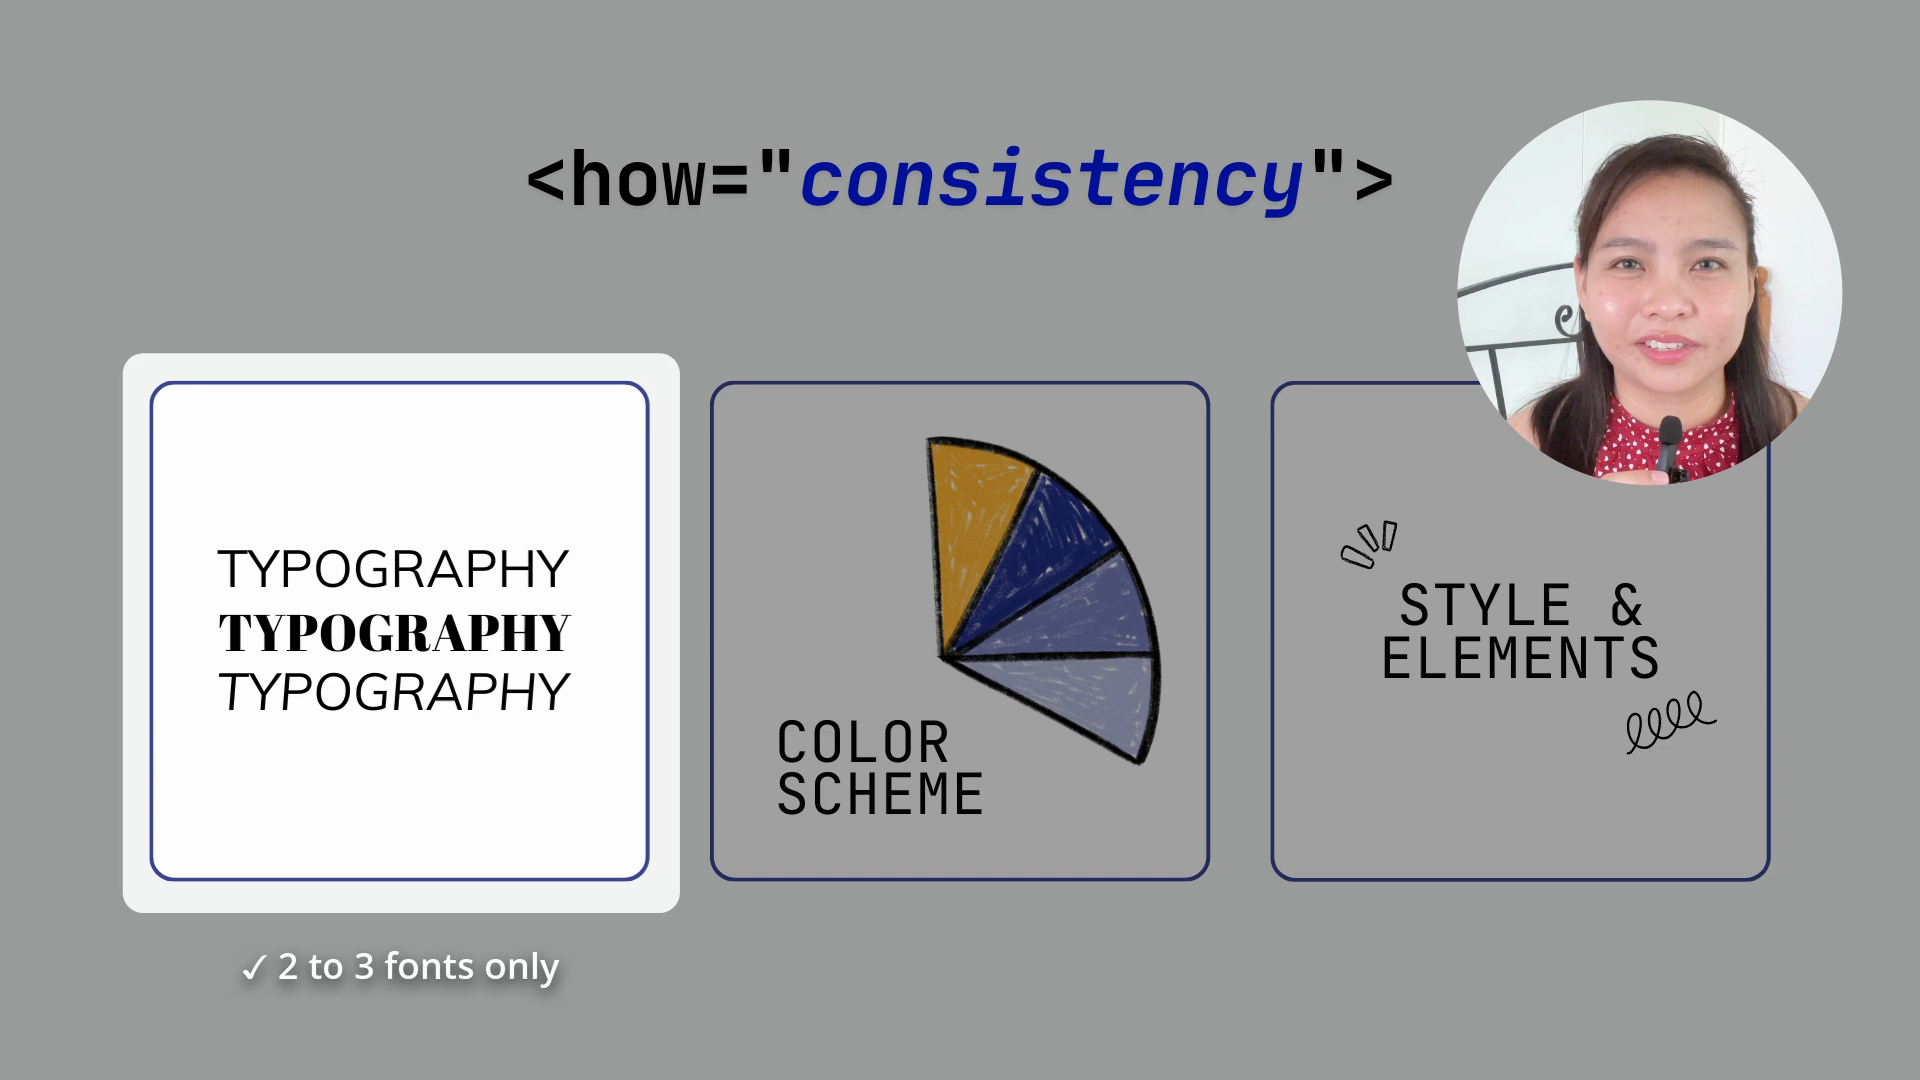 <how="consistency">
TYPOGRAPHY
TYPOGRAPHY
TYPOGRAPHY
COLOR
SCHEME
STYLE &
ELEMENTS
✓ 2 to 3 fonts only